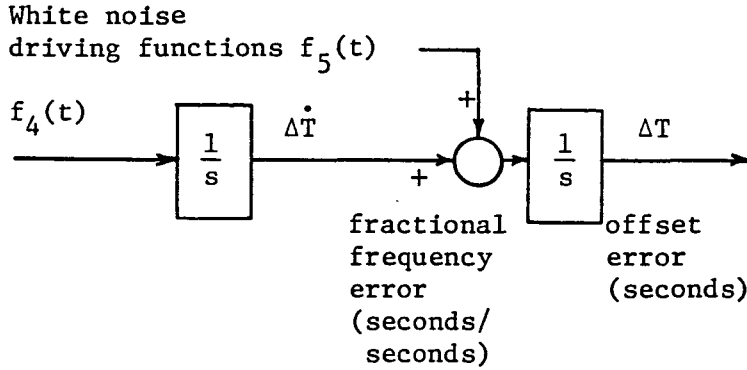 White noise
driving functions f₅(t)
f₄(t)
1
s
ΔṪ
+
+
1
s
ΔT
fractional
frequency
error
(seconds/
seconds)
offset
error
(seconds)